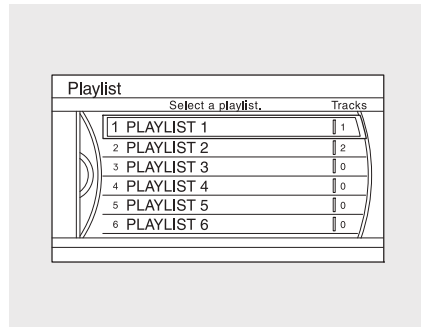 Playlist
Select a playlist. Tracks
1 PLAYLIST 1 1
2 PLAYLIST 2 2
3 PLAYLIST 3 0
4 PLAYLIST 4 0
5 PLAYLIST 5 0
6 PLAYLIST 6 0